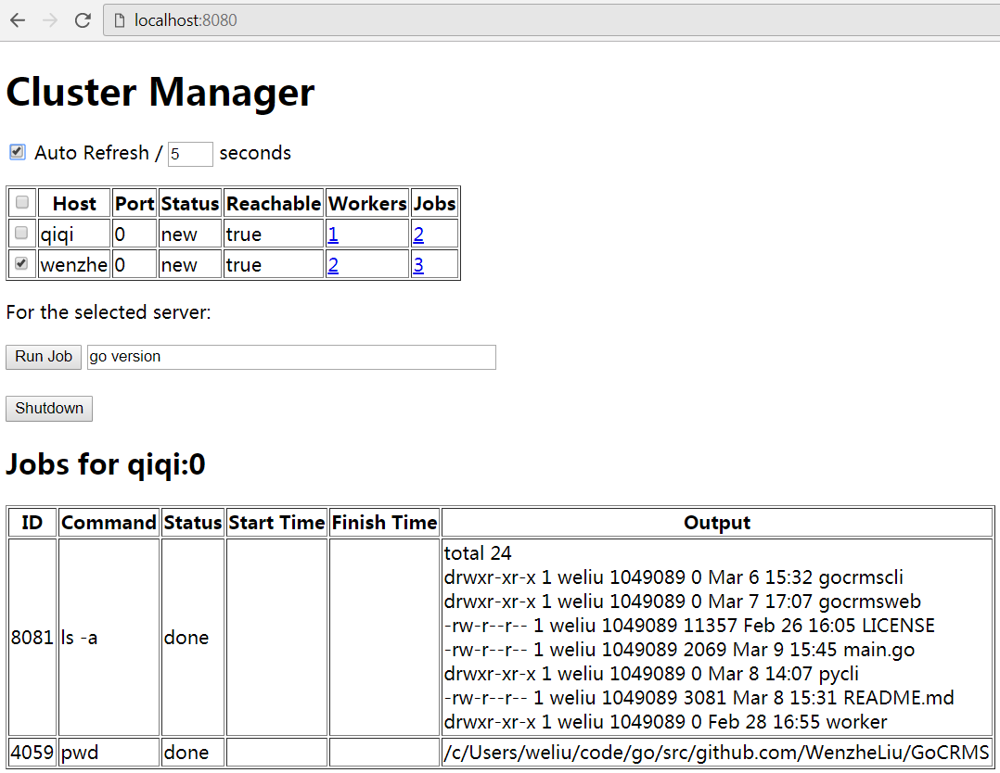 localhost:8080
Cluster Manager
Auto Refresh / 5 seconds
Host Port Status Reachable Workers Jobs
qiqi 0 new true 1 2
wenzhe 0 new true 2 3
For the selected server:
Run Job go version
Shutdown
Jobs for qiqi:0
ID Command Status Start Time Finish Time Output
8081 ls -a done
total 24
drwxr-xr-x 1 weliu 1049089 0 Mar 6 15:32 gocrmscli
drwxr-xr-x 1 weliu 1049089 0 Mar 7 17:07 gocrmsweb
-rw-r--r-- 1 weliu 1049089 11357 Feb 26 16:05 LICENSE
-rw-r--r-- 1 weliu 1049089 2069 Mar 9 15:45 main.go
drwxr-xr-x 1 weliu 1049089 0 Mar 8 14:07 pycli
-rw-r--r-- 1 weliu 1049089 3081 Mar 8 15:31 README.md
drwxr-xr-x 1 weliu 1049089 0 Feb 28 16:55 worker
4059 pwd done /c/Users/weliu/code/go/src/github.com/WenzheLiu/GoCRMS